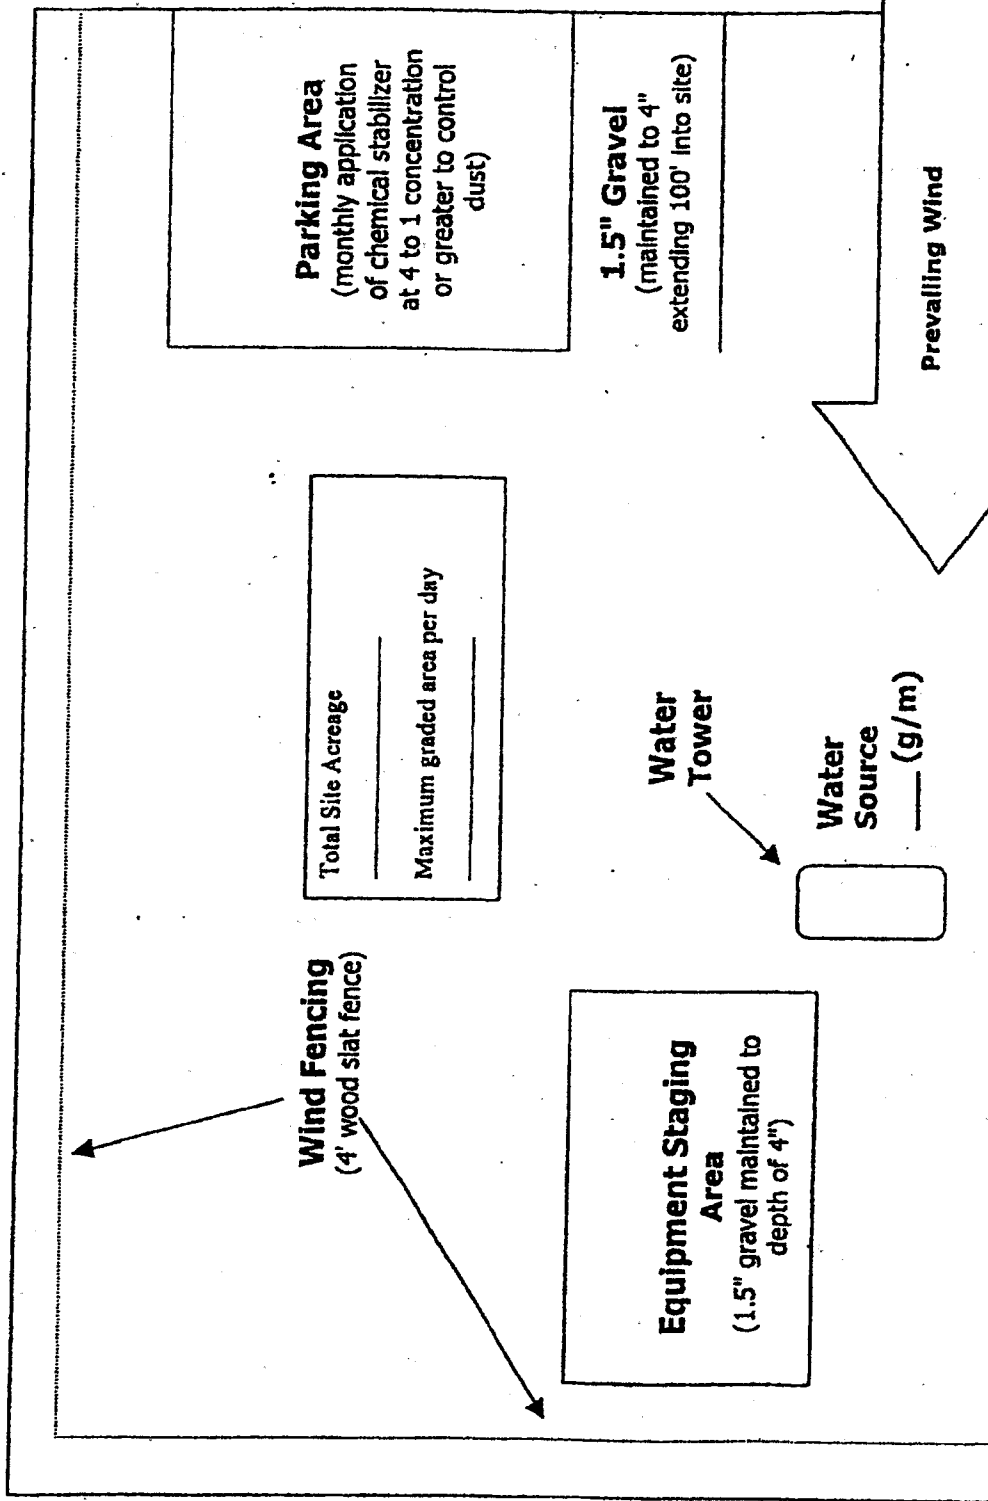 Wind Fencing
(4' wood slat fence)
Total Site Acreage
Maximum graded area per day
Parking Area
(monthly application
of chemical stabilizer
at 4 to 1 concentration
or greater to control
dust)
1.5" Gravel
(maintained to 4"
extending 100' into site)
Equipment Staging
Area
(1.5" gravel maintained to
depth of 4")
Water
Tower
Water
Source
____ (g/m)
Prevailing Wind